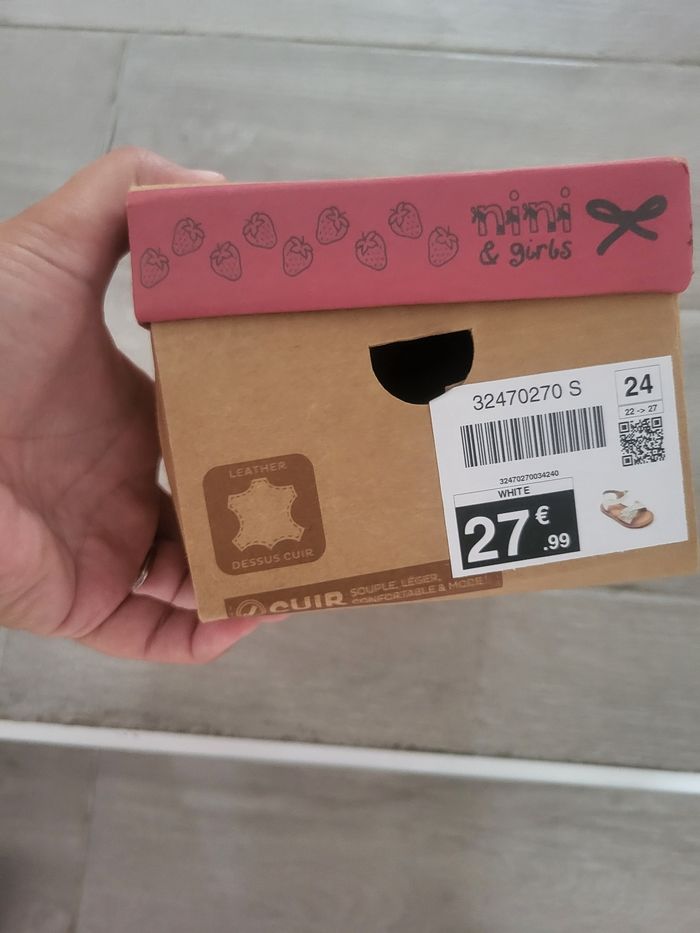 nini
& girls
32470270 S
24
22 -> 27
32470270034240
WHITE
27€.99
LEATHER
DESSUS CUIR
CUIR
SOUPLE, LÉGER,
CONFORTABLE & MODE!